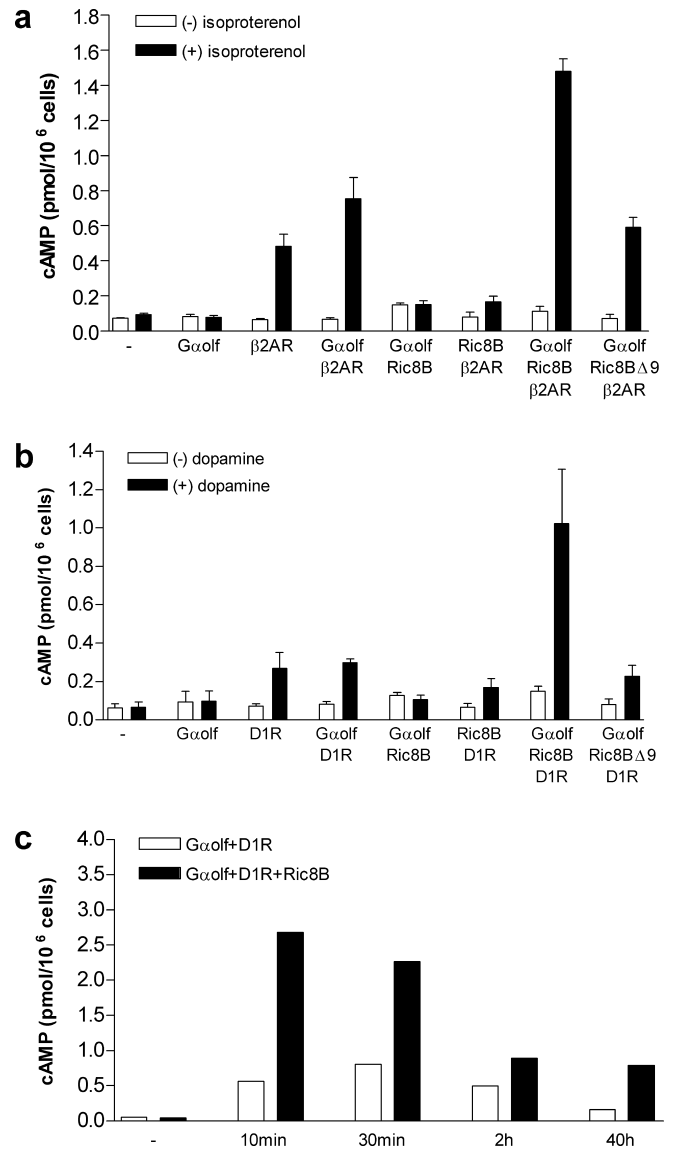 a
(-) isoproterenol
(+) isoproterenol
cAMP (pmol/10 6 cells)
1.8
1.6
1.4
1.2
1.0
0.8
0.6
0.4
0.2
0.0
- Gαolf β2AR Gαolf Gαolf Ric8B Gαolf Gαolf
β2AR Ric8B β2AR Ric8B Ric8BΔ9
β2AR β2AR
b
(-) dopamine
(+) dopamine
cAMP (pmol/10 6 cells)
1.4
1.2
1.0
0.8
0.6
0.4
0.2
0.0
- Gαolf D1R Gαolf Gαolf Ric8B Gαolf Gαolf
D1R Ric8B D1R Ric8B Ric8BΔ9
D1R D1R
c
Gαolf+D1R
Gαolf+D1R+Ric8B
cAMP (pmol/10 6 cells)
4.0
3.5
3.0
2.5
2.0
1.5
1.0
0.5
0.0
- 10min 30min 2h 40h